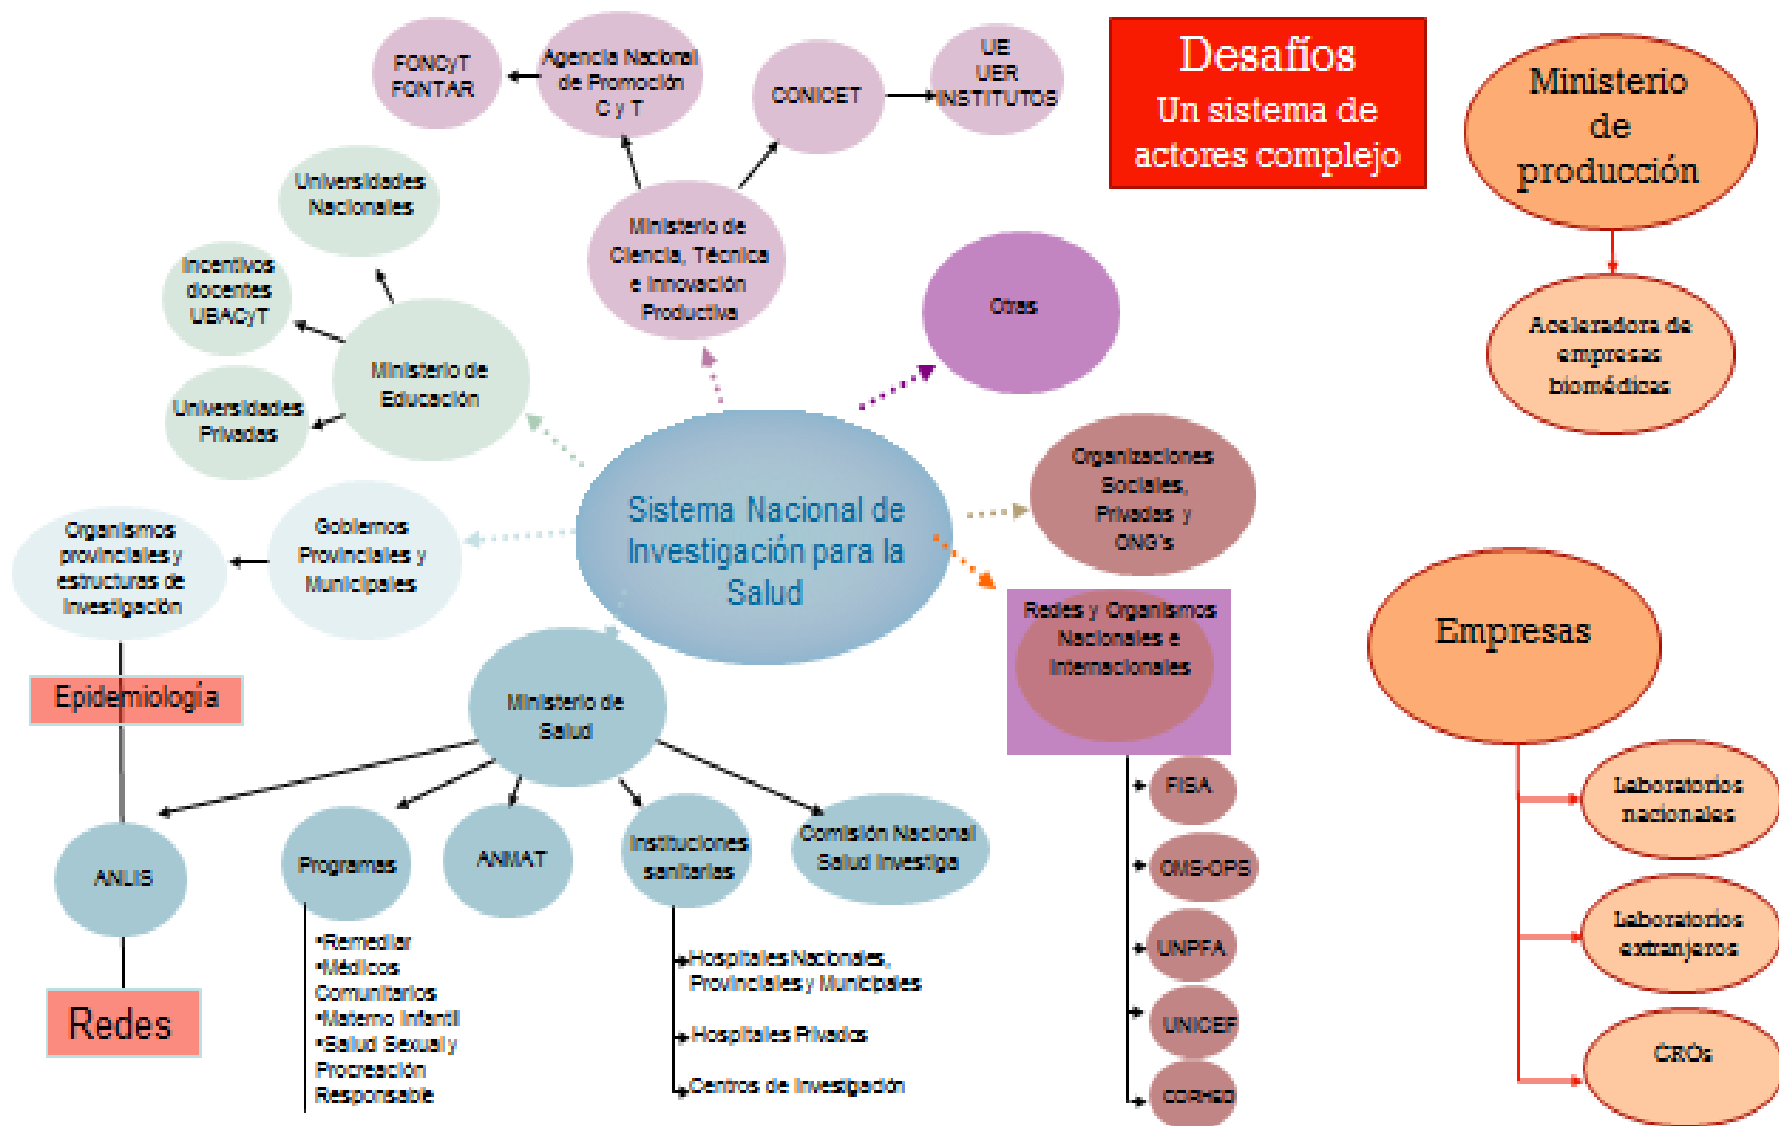 FONCyT
FONTAR
Agencia Nacional
de Promoción
C y T
CONICET
UE
UER
INSTITUTOS
Desafíos
Un sistema de
actores complejo
Ministerio
de
producción
Aceleradora de
empresas
biomédicas
Universidades
Nacionales
Incentivos
docentes
UBACyT
Universidades
Privadas
Ministerio de
Educación
Ministerio de
Ciencia, Técnica
e Innovación
Productiva
Otras
Organizaciones
Sociales,
Privadas y
ONG's
Sistema Nacional de
Investigación para la
Salud
Organismos
provinciales y
estructuras de
investigación
Gobiernos
Provinciales y
Municipales
Redes y Organismos
Nacionales e
Internacionales
Empresas
Epidemiología
Ministerio de
Salud
ANLIS
Programas
ANMAT
Instituciones
sanitarias
Comisión Nacional
Salud Investiga
Redes
•Remediar
•Médicos
Comunitarios
•Materno Infantil
•Salud Sexual y
Procreación
Responsable
Hospitales Nacionales,
Provinciales y Municipales
Hospitales Privados
Centros de Investigación
FISA
OMS-OPS
UNPFA
UNICEF
CORHED
Laboratorios
nacionales
Laboratorios
extranjeros
CROs